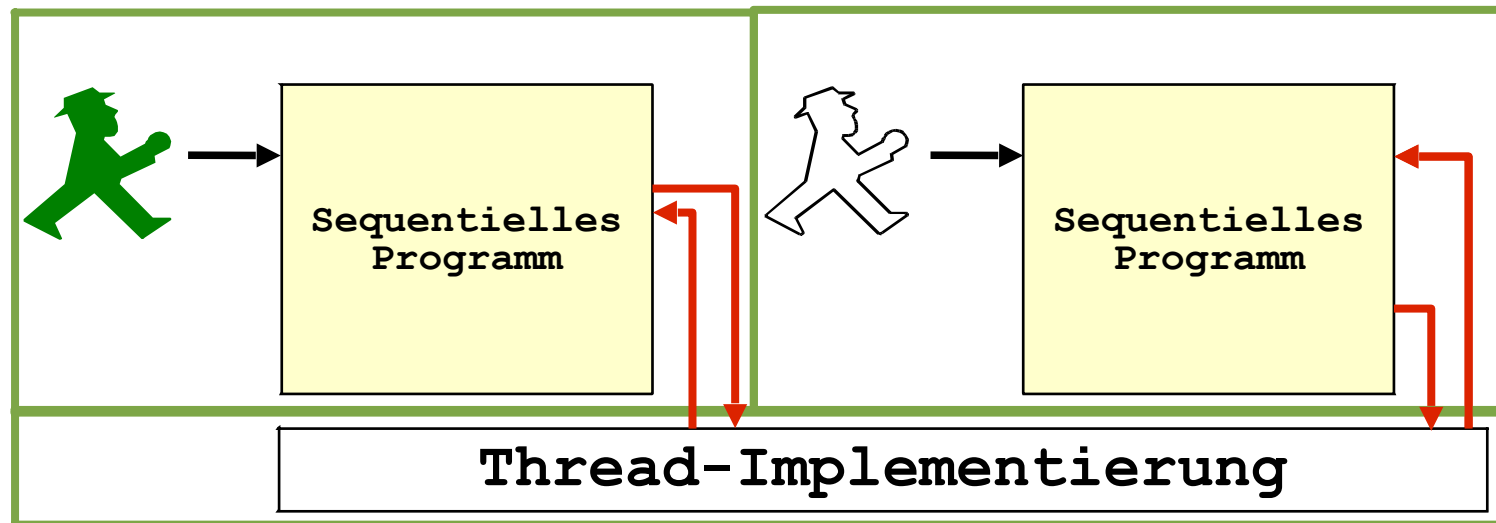 Sequentielles
Programm
Sequentielles
Programm
Thread-Implementierung